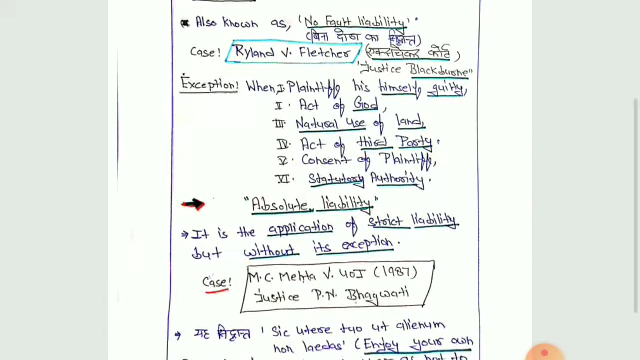 * Also known as, 'No Fault liability'
(बिना दोष का सिद्धांत)
Case! Ryland v. Fletcher (एक्सचेकर कोर्ट)
"Justice Blackburne"
Exception! When I Plaintiff his himself guilty,
II. Act of God,
III Natural Use of land,
IV. Act of third Party.
V. Consent of Plaintiff,
VI. Statutory Authority.
→ "Absolute liability"
→ It is the application of strict liability
but without its exception.
Case! M.C. Mehta V. UOI (1987)
Justice P.N. Bhagwati
→ यह सिद्धांत 'Sic utere tuo ut alienum
non laedas' (Enjoy your own